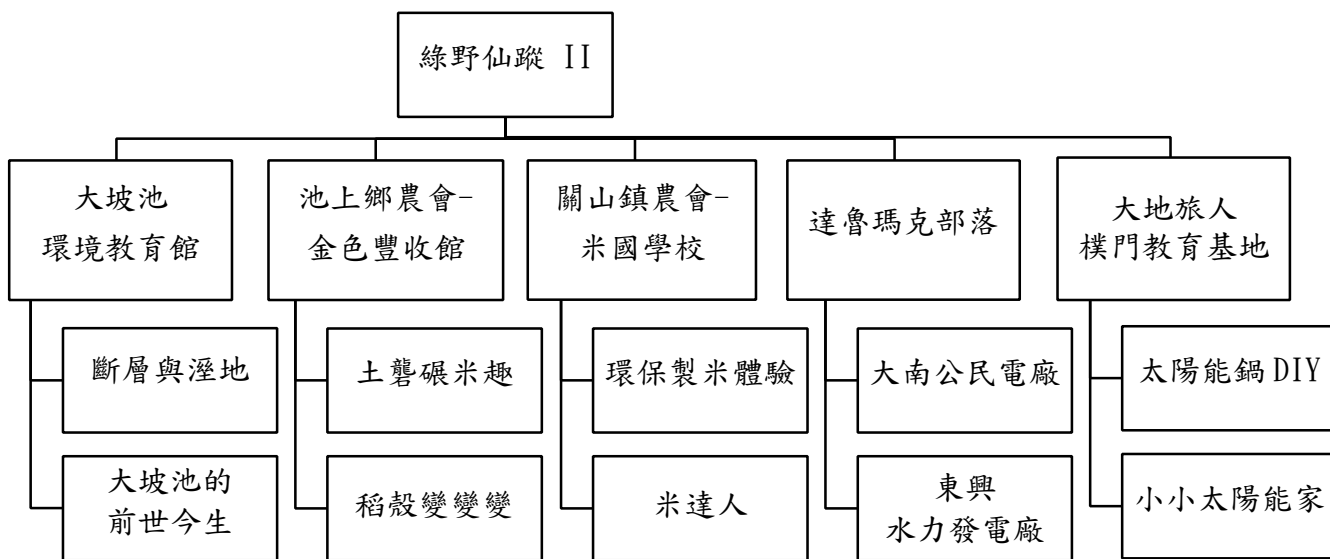 綠野仙蹤 II
大坡池
環境教育館
池上鄉農會-
金色豐收館
關山鎮農會-
米國學校
達魯瑪克部落
大地旅人
樸門教育基地
斷層與溼地
土礱碾米趣
環保製米體驗
大南公民電廠
太陽能鍋 DIY
大坡池的
前世今生
稻殼變變變
米達人
東興
水力發電廠
小小太陽能家